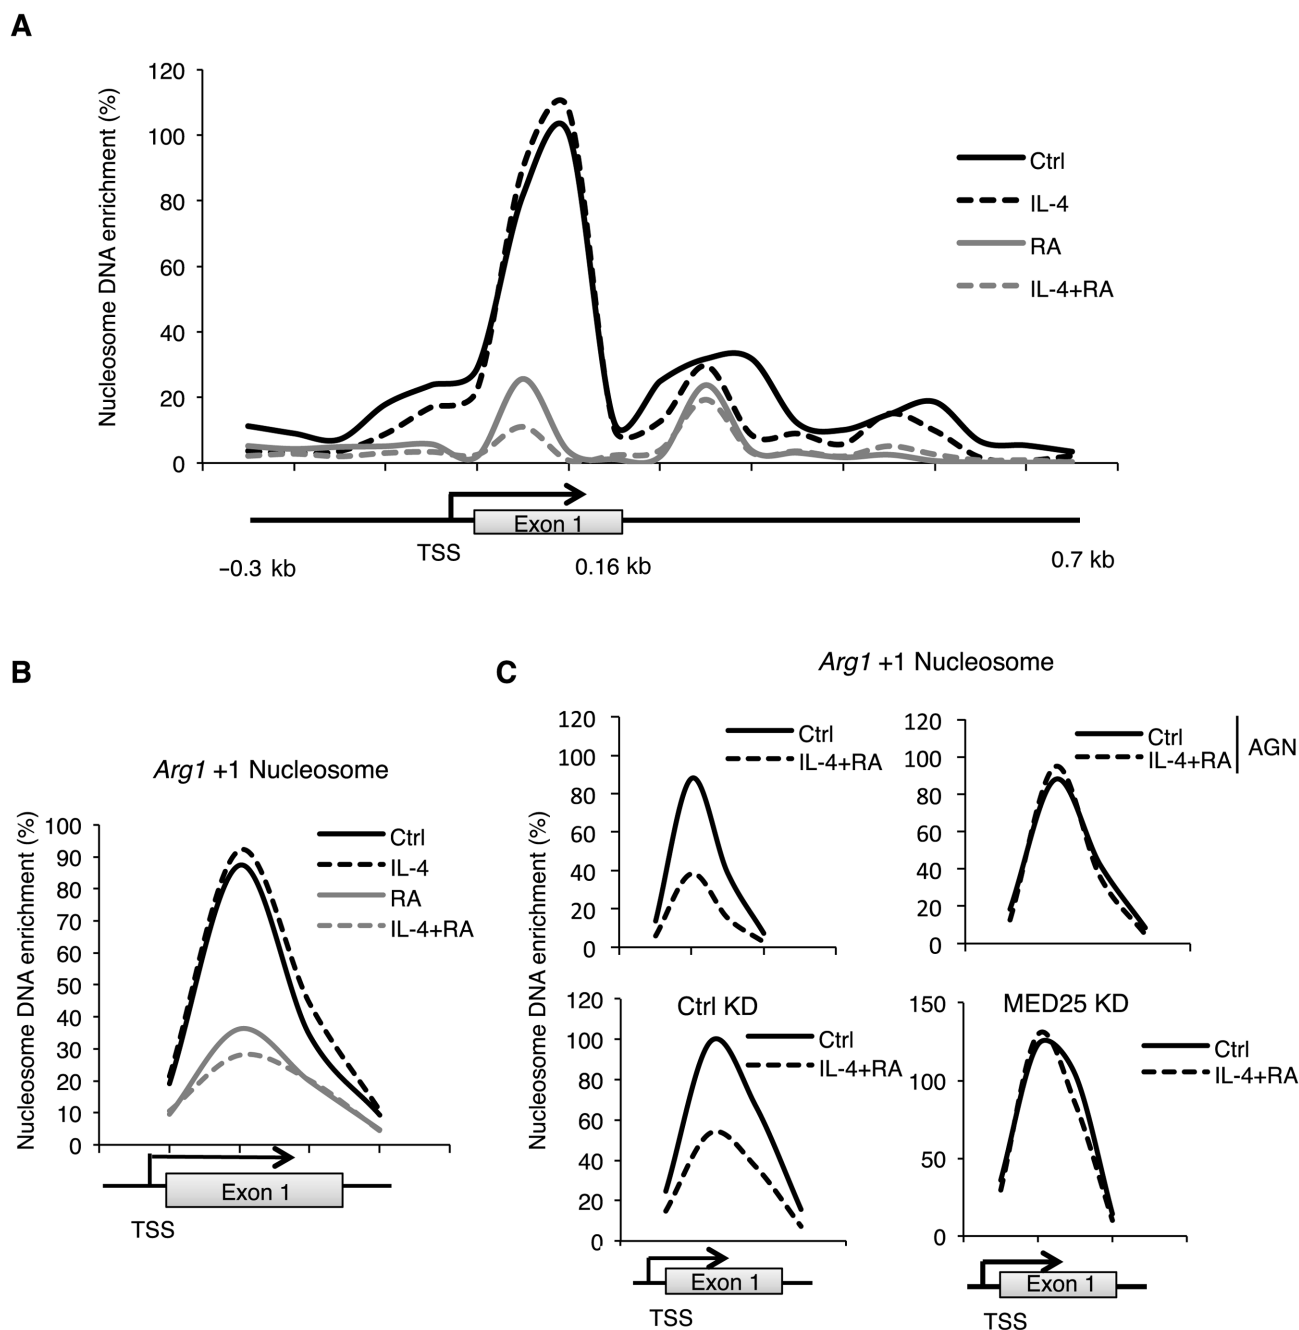 A
Nucleosome DNA enrichment (%)
120
100
80
60
40
20
0
Ctrl
IL-4
RA
IL-4+RA
Exon 1
TSS
−0.3 kb
0.16 kb
0.7 kb
B
Arg1 +1 Nucleosome
Nucleosome DNA enrichment (%)
100
90
80
70
60
50
40
30
20
10
0
Ctrl
IL-4
RA
IL-4+RA
Exon 1
TSS
C
Arg1 +1 Nucleosome
Nucleosome DNA enrichment (%)
120
100
80
60
40
20
0
Ctrl
IL-4+RA
120
100
80
60
40
20
0
Ctrl
IL-4+RA
AGN
120
100
80
60
40
20
0
Ctrl KD
Ctrl
IL-4+RA
Exon 1
TSS
150
100
50
0
MED25 KD
Ctrl
IL-4+RA
Exon 1
TSS